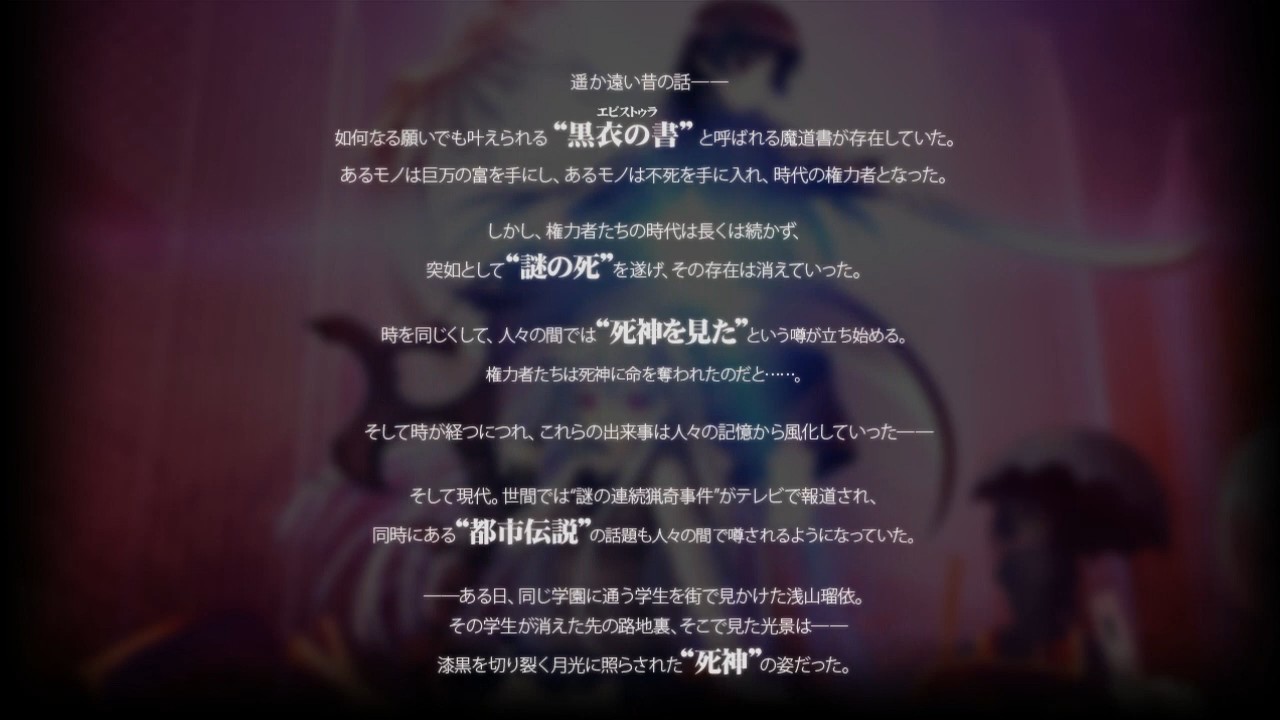 遥か遠い昔の話――
エピストゥラ
如何なる願いでも叶えられる“黒衣の書”と呼ばれる魔道書が存在していた。
あるモノは巨万の富を手にし、あるモノは不死を手に入れ、時代の権力者となった。
しかし、権力者たちの時代は長くは続かず、
突如として“謎の死”を遂げ、その存在は消えていった。
時を同じくして、人々の間では“死神を見た”という噂が立ち始める。
権力者たちは死神に命を奪われたのだと……。
そして時が経つにつれ、これらの出来事は人々の記憶から風化していった――
そして現代。世間では“謎の連続猟奇事件”がテレビで報道され、
同時にある“都市伝説”の話題も人々の間で噂されるようになっていた。
――ある日、同じ学園に通う学生を街で見かけた浅山瑠依。
その学生が消えた先の路地裏、そこで見た光景は――
漆黒を切り裂く月光に照らされた“死神”の姿だった。